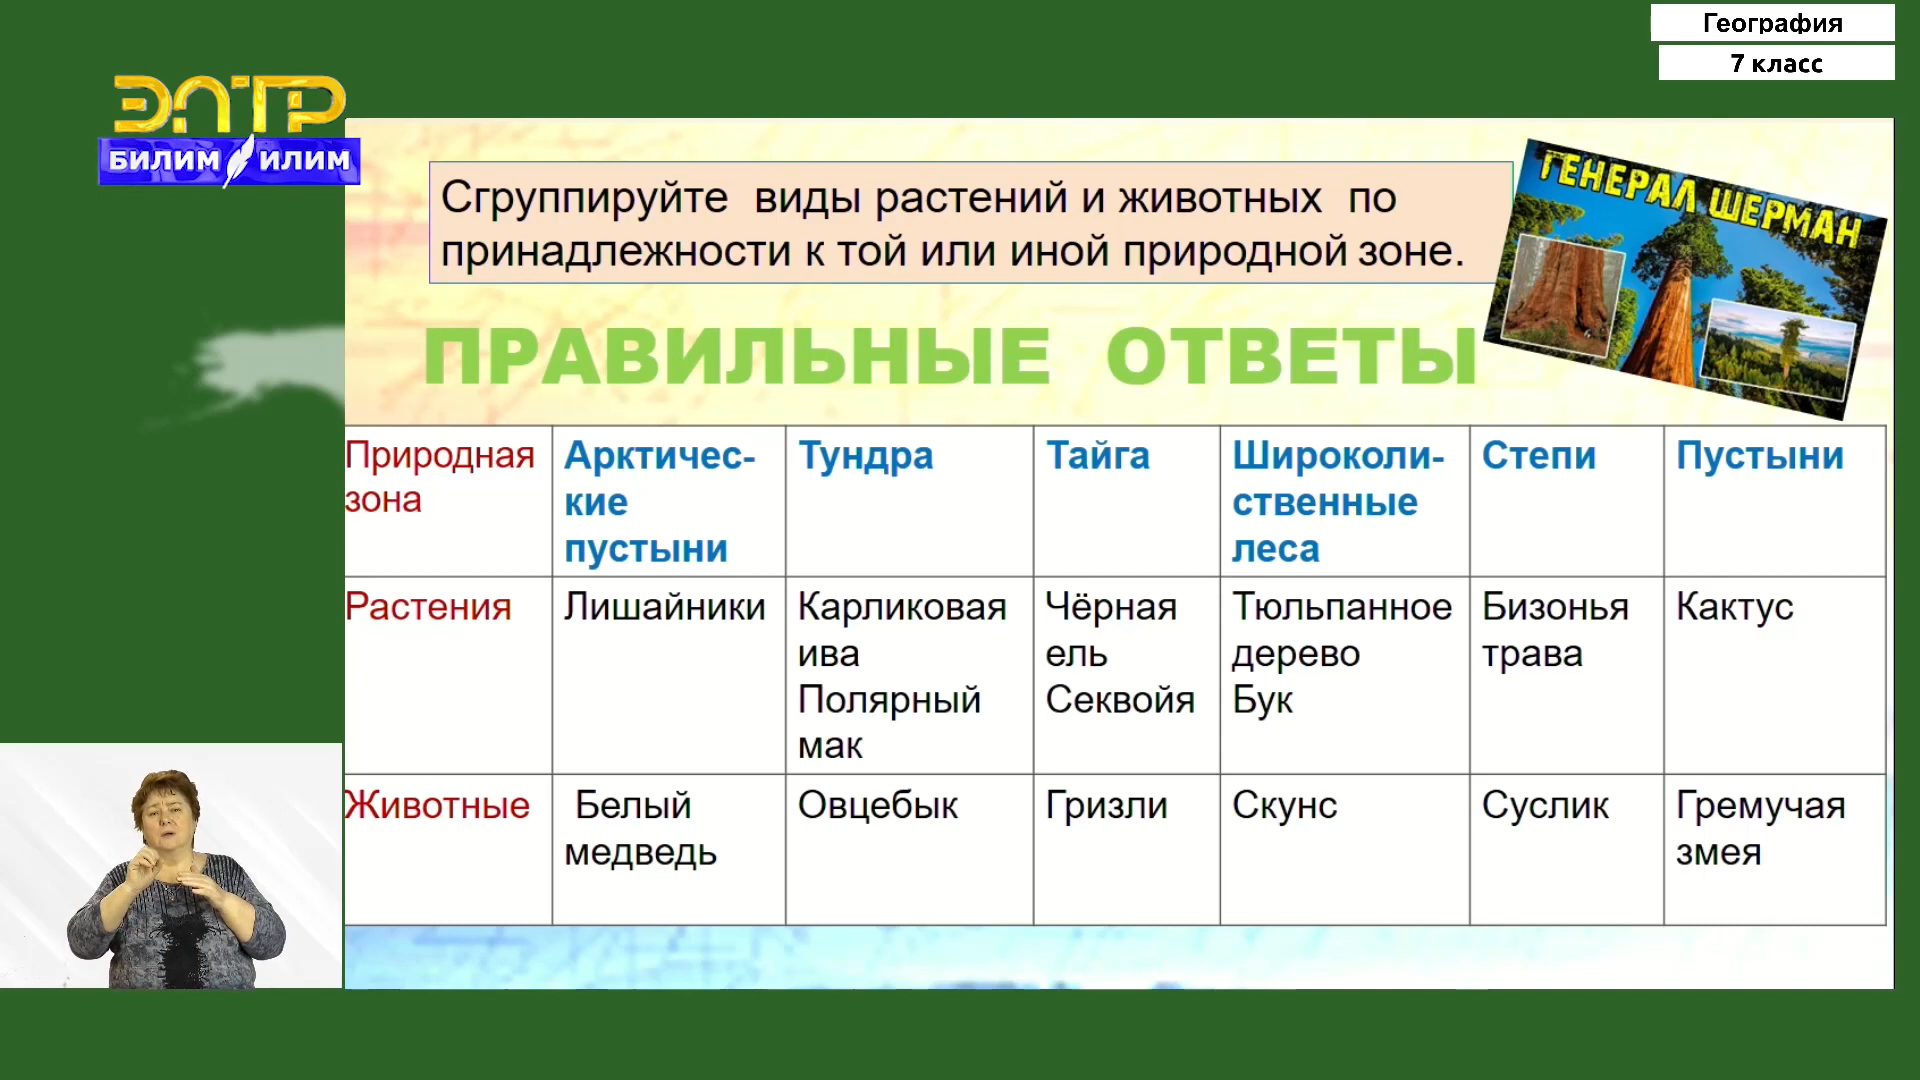 География
7 класс
ЭЛТР
БИЛИМ ИЛИМ
Сгруппируйте виды растений и животных по
принадлежности к той или иной природной зоне.
ГЕНЕРАЛ ШЕРМАН
ПРАВИЛЬНЫЕ ОТВЕТЫ
Природная
зона
Арктичес-
кие
пустыни
Тундра
Тайга
Широколи-
ственные
леса
Степи
Пустыни
Растения
Лишайники
Карликовая
ива
Полярный
мак
Чёрная
ель
Секвойя
Тюльпанное
дерево
Бук
Бизонья
трава
Кактус
Животные
Белый
медведь
Овцебык
Гризли
Скунс
Суслик
Гремучая
змея